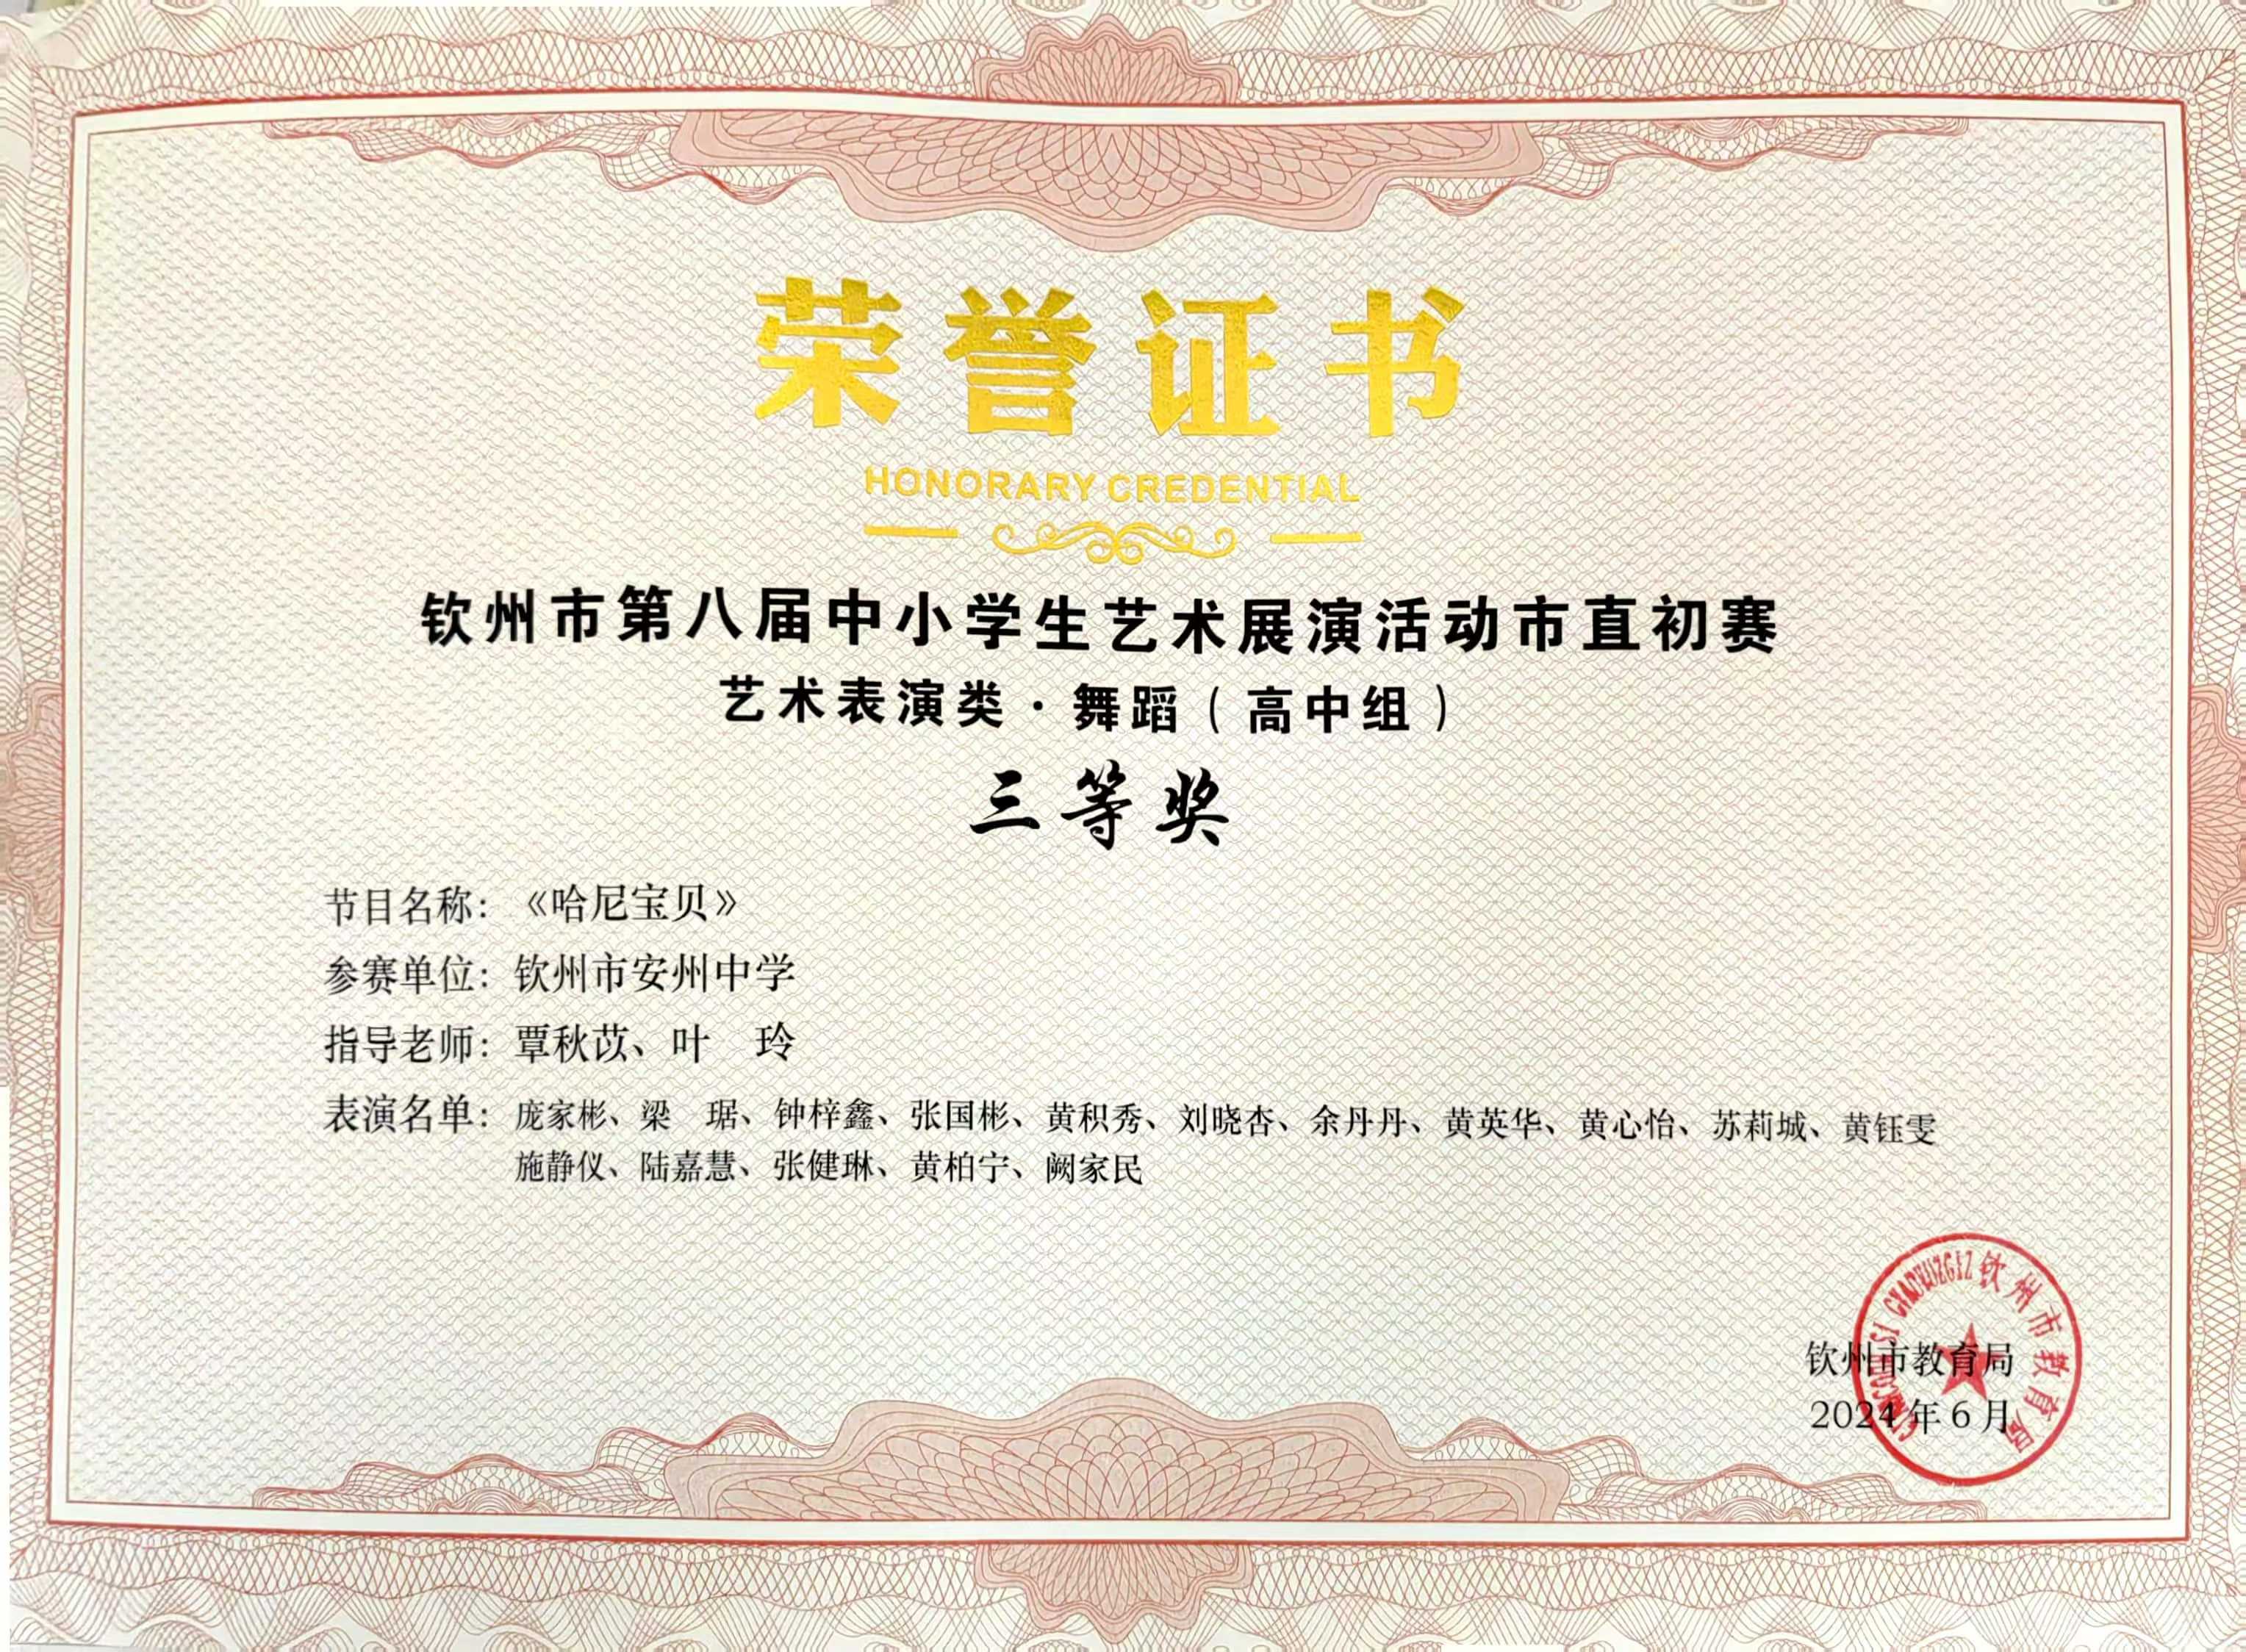 荣誉证书
HONORARY CREDENTIAL
钦州市第八届中小学生艺术展演活动市直初赛
艺术表演类·舞蹈（高中组）
三等奖
节目名称：《哈尼宝贝》
参赛单位：钦州市安州中学
指导老师：覃秋苡、叶　玲
表演名单：庞家彬、梁　琚、钟梓鑫、张国彬、黄积秀、刘晓杏、余丹丹、黄英华、黄心怡、苏莉城、黄钰雯
施静仪、陆嘉慧、张健琳、黄柏宁、阙家民
钦州市教育局
2024年6月
钦州市教育局